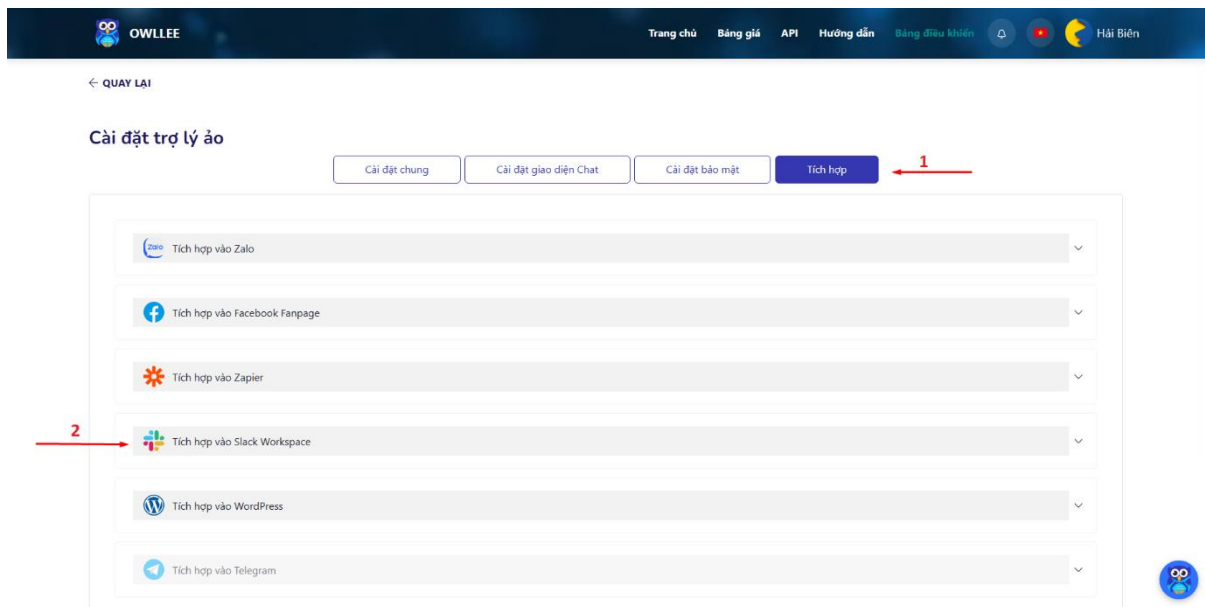 OWLLEE Trang chủ Bảng giá API Hướng dẫn Bảng điều khiển Hải Biên
← QUAY LẠI
Cài đặt trợ lý ảo
Cài đặt chung Cài đặt giao diện Chat Cài đặt bảo mật Tích hợp 1
Zalo Tích hợp vào Zalo
Tích hợp vào Facebook Fanpage
Tích hợp vào Zapier
2 Tích hợp vào Slack Workspace
Tích hợp vào WordPress
Tích hợp vào Telegram